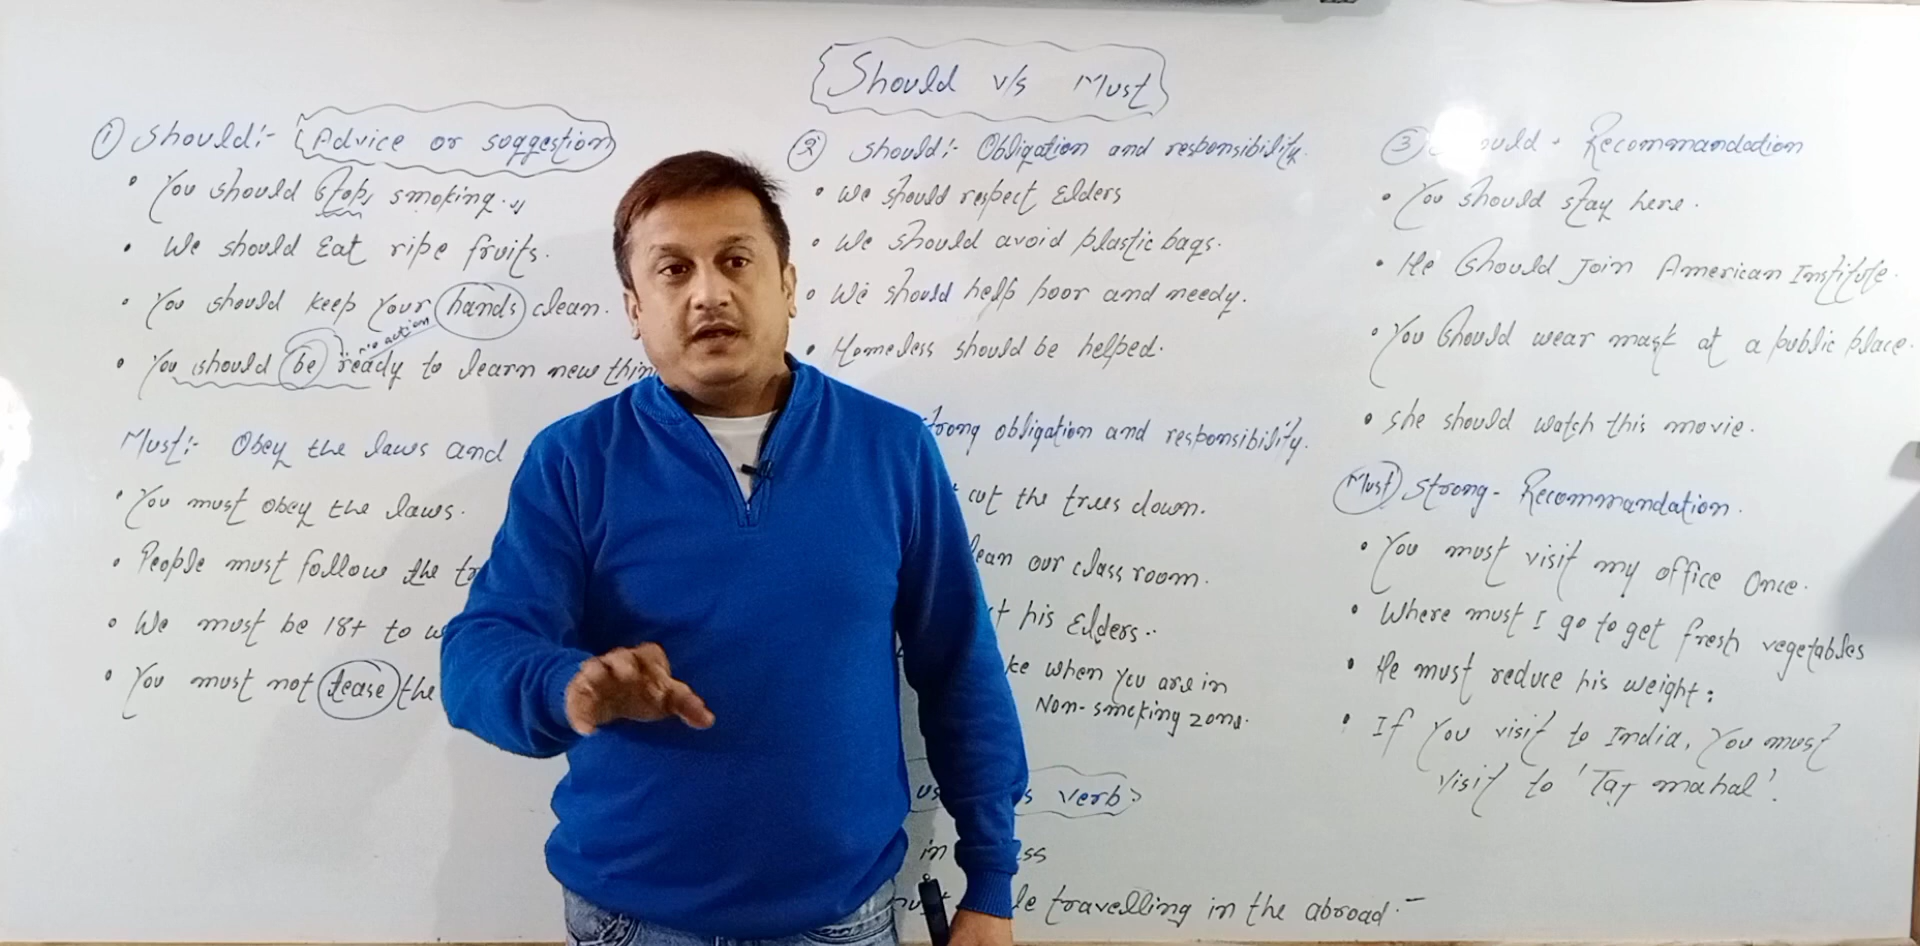 Should v/s Must
① Should:- Advice or suggestion
• You should stop smoking.
• We should Eat ripe fruits.
• You should keep your hands clean.
no action
• You should be ready to learn new thin
Must:- Obey the laws and
• You must obey the laws.
• People must follow the
• We must be 18+ to
• You must not tease the
② Should:- Obligation and responsibility.
• We should respect Elders
• We should avoid plastic bags.
• We should help poor and needy.
• Homeless should be helped.
strong obligation and responsibility.
cut the trees down.
lean our class room.
his Elders..
ke when you are in
Non-smoking zone.
verb
in
ss
le travelling in the abroad.-
③ ould - Recommandadion
• You should stay here.
• He should Join American Institute.
• You should wear mask at a public place.
• She should watch this movie.
Must Strong - Recommandation.
• You must visit my office Once.
• Where must I go to get fresh vegetables
• He must reduce his weight:
• If you visit to India, you must
visit to 'Taj mahal'.